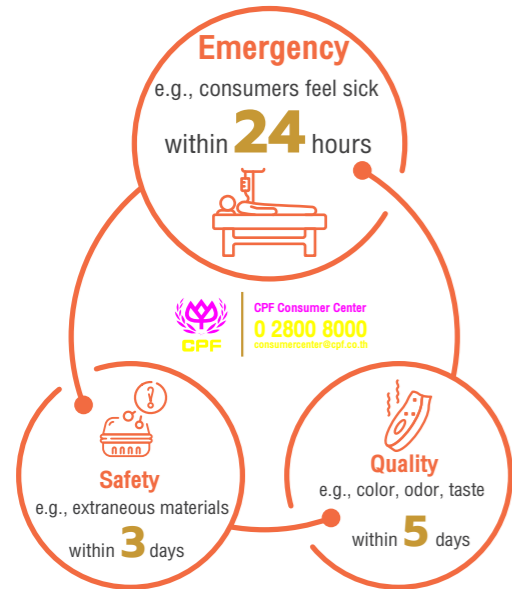 Emergency
e.g., consumers feel sick
within 24 hours
CPF
CPF Consumer Center
0 2800 8000
consumercenter@cpf.co.th
Safety
e.g., extraneous materials
within 3 days
Quality
e.g., color, odor, taste
within 5 days